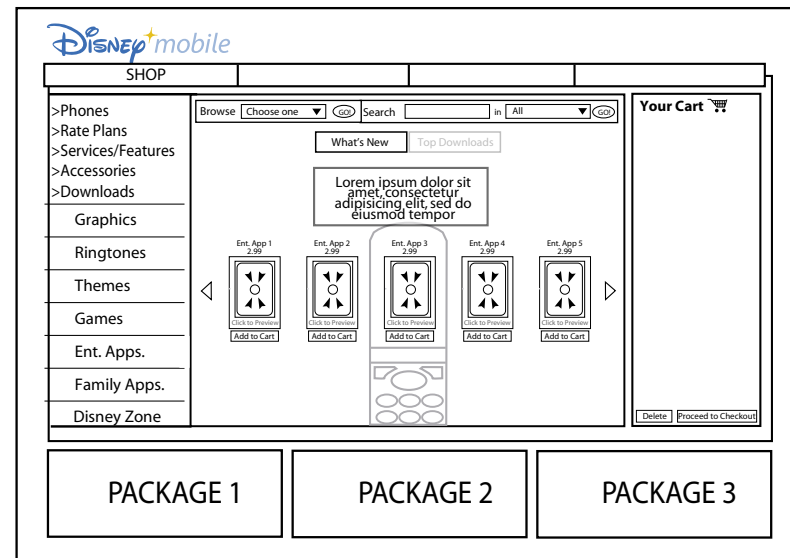 Disney mobile
SHOP
>Phones
>Rate Plans
>Services/Features
>Accessories
>Downloads
Graphics
Ringtones
Themes
Games
Ent. Apps.
Family Apps.
Disney Zone
Browse Choose one GO! Search in All GO!
What's New Top Downloads
Lorem ipsum dolor sit
amet, consectetur
adipisicing elit, sed do
eiusmod tempor
Ent. App 1 Ent. App 2 Ent. App 3 Ent. App 4 Ent. App 5
2.99 2.99 2.99 2.99 2.99
Click to Preview Click to Preview Click to Preview Click to Preview Click to Preview
Add to Cart Add to Cart Add to Cart Add to Cart Add to Cart
Your Cart
Delete Proceed to Checkout
PACKAGE 1 PACKAGE 2 PACKAGE 3